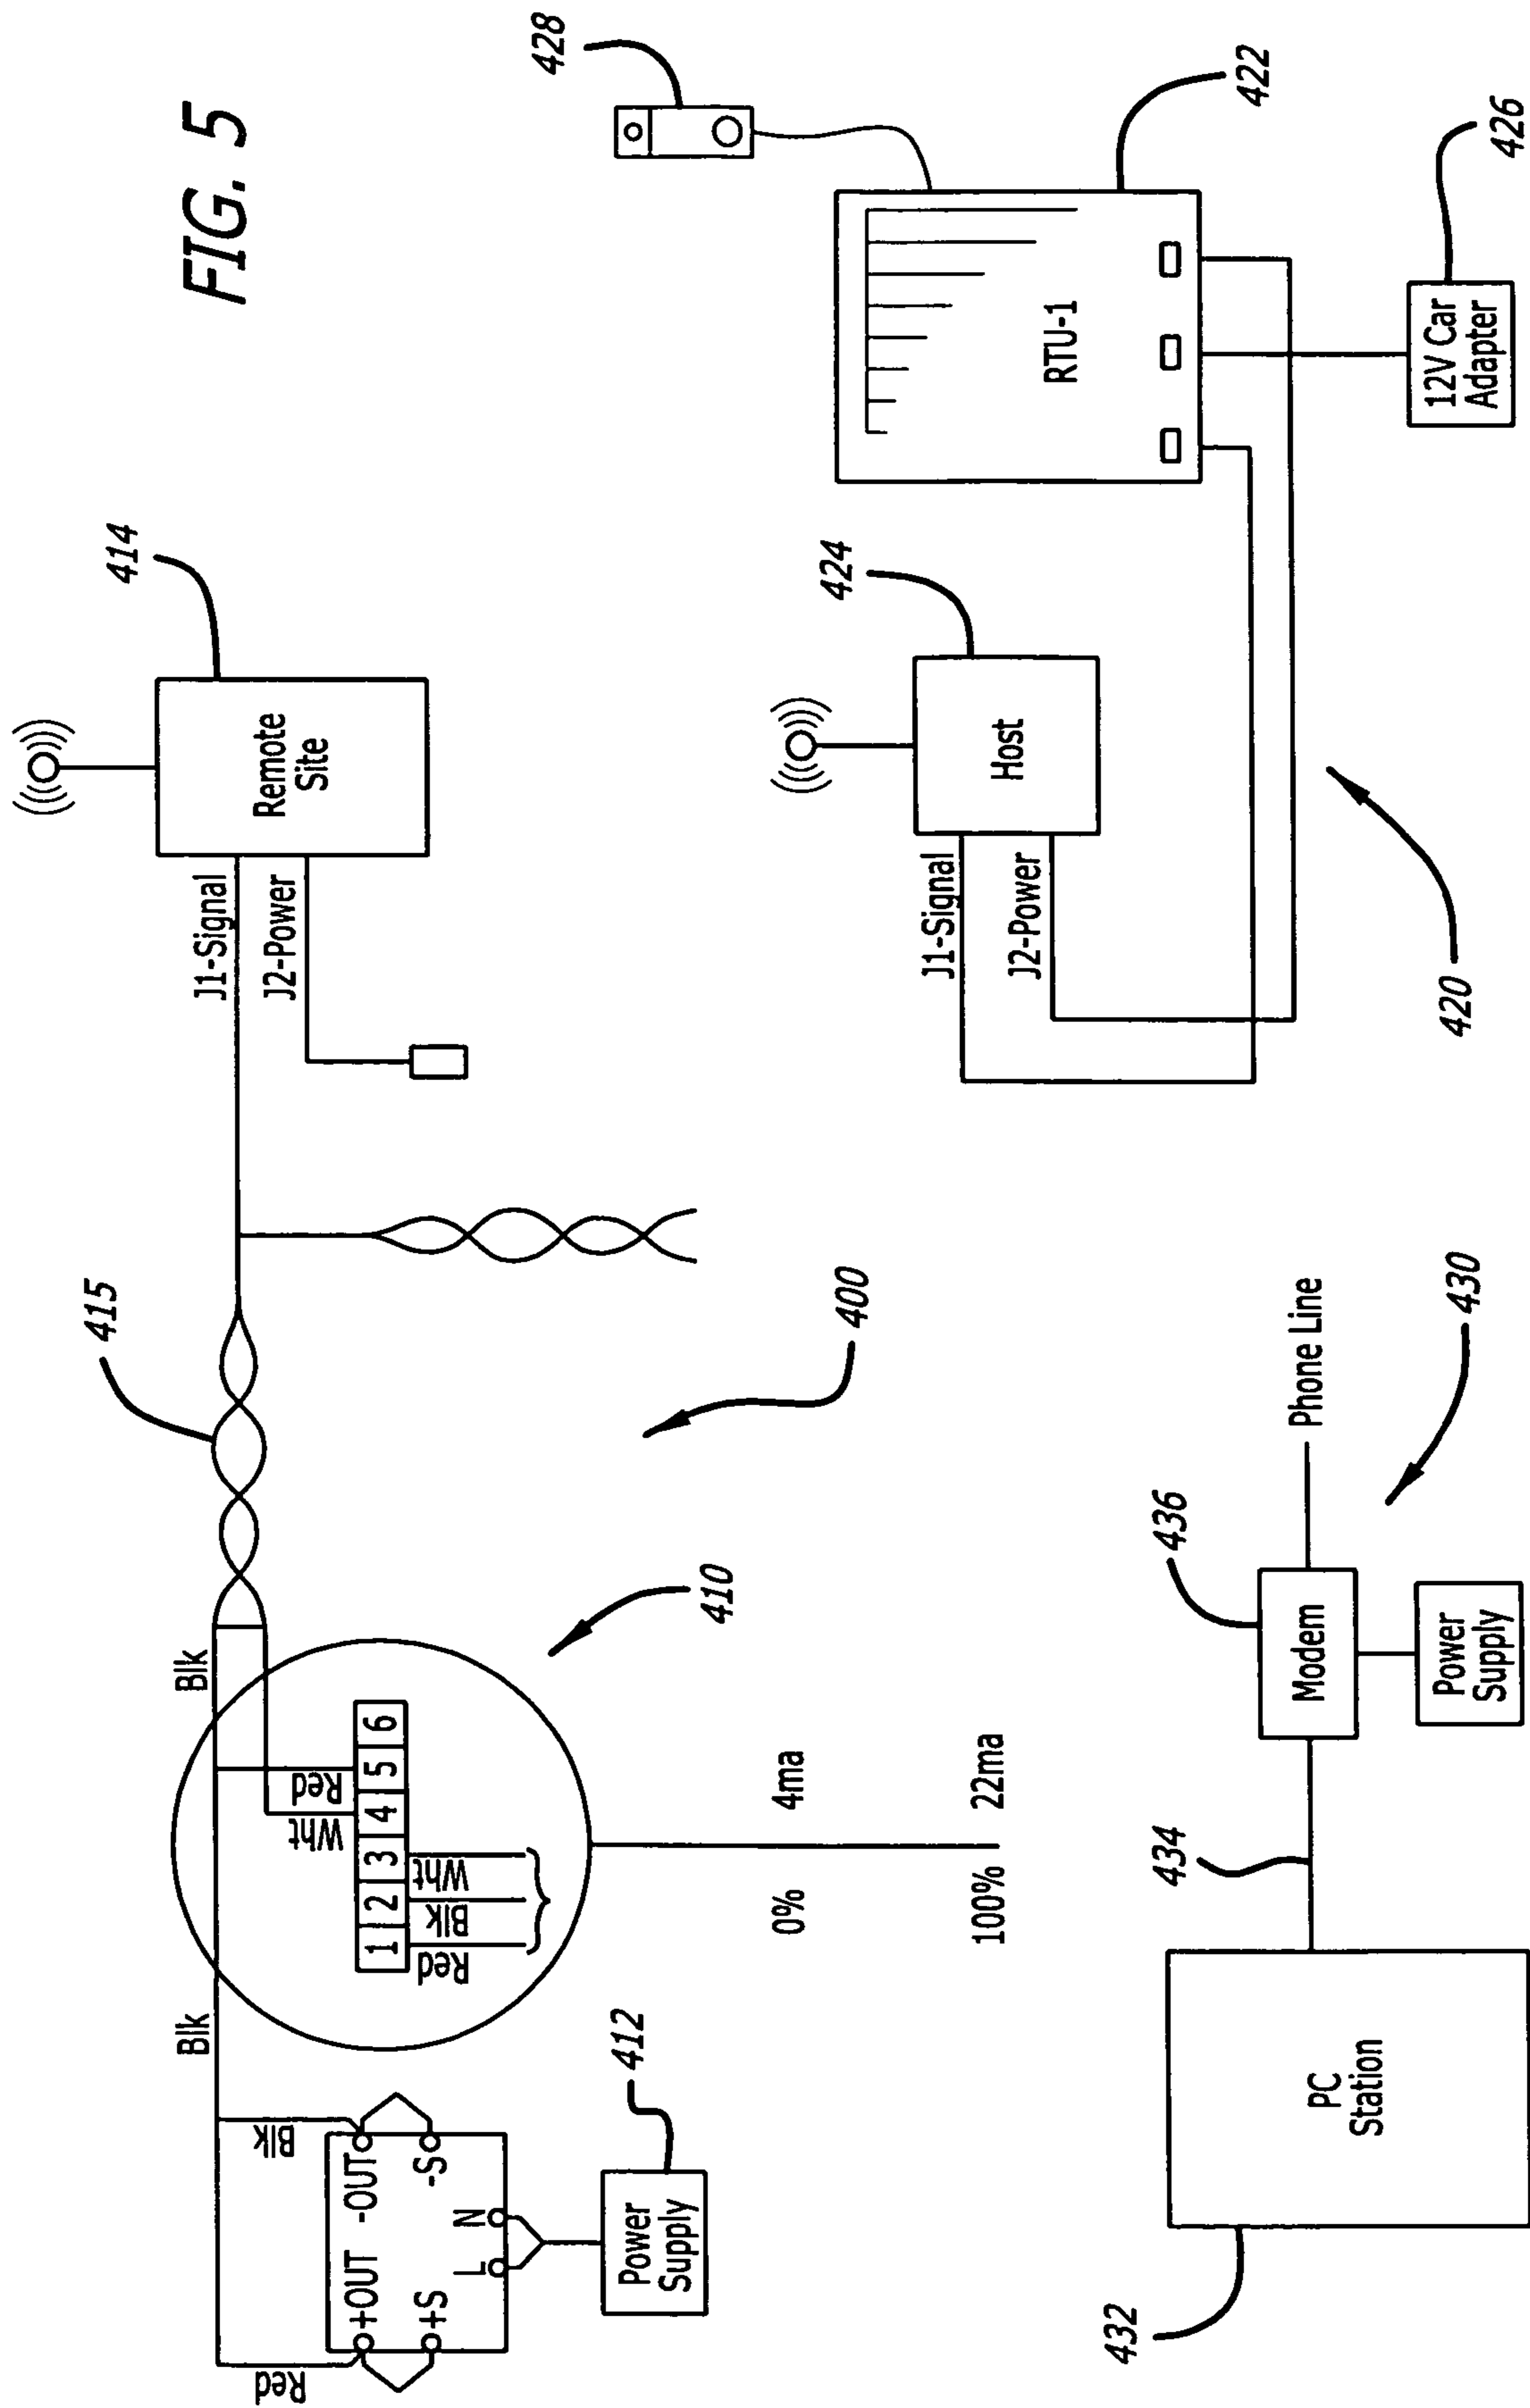 FIG. 5
Red
Blk
Blk
Blk
+OUT -OUT
+S
-S
L
N
Power
Supply
412
1 2 3 4 5 6
Red
Blk
Wht
Wht
Red
410
0%
4ma
100%
22ma
415
400
J1-Signal
J2-Power
Remote
Site
414
J1-Signal
J2-Power
Host
424
420
RTU-1
428
422
12V Car
Adapter
426
432
PC
Station
434
Modem
436
Phone Line
Power
Supply
430